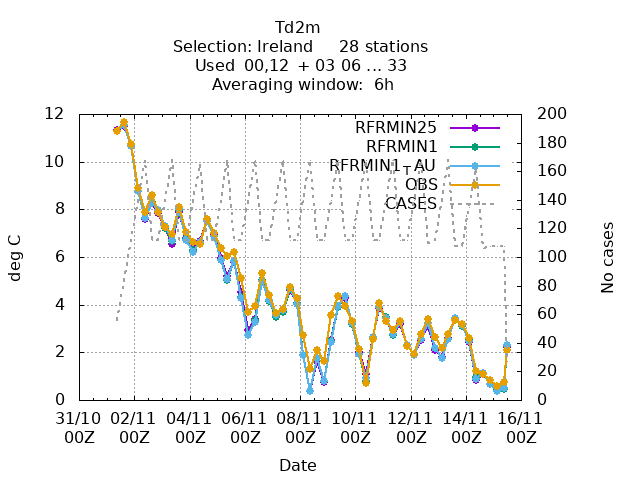 Td2m
Selection: Ireland 28 stations
Used 00,12 + 03 06 ... 33
Averaging window: 6h
12
10
8
6
4
2
0
deg C
RFRMIN25
RFRMIN1
RFRMIN1_AU
OBS
CASES
200
180
160
140
120
100
80
60
40
20
0
No cases
31/10 02/11 04/11 06/11 08/11 10/11 12/11 14/11 16/11
00Z 00Z 00Z 00Z 00Z 00Z 00Z 00Z 00Z
Date